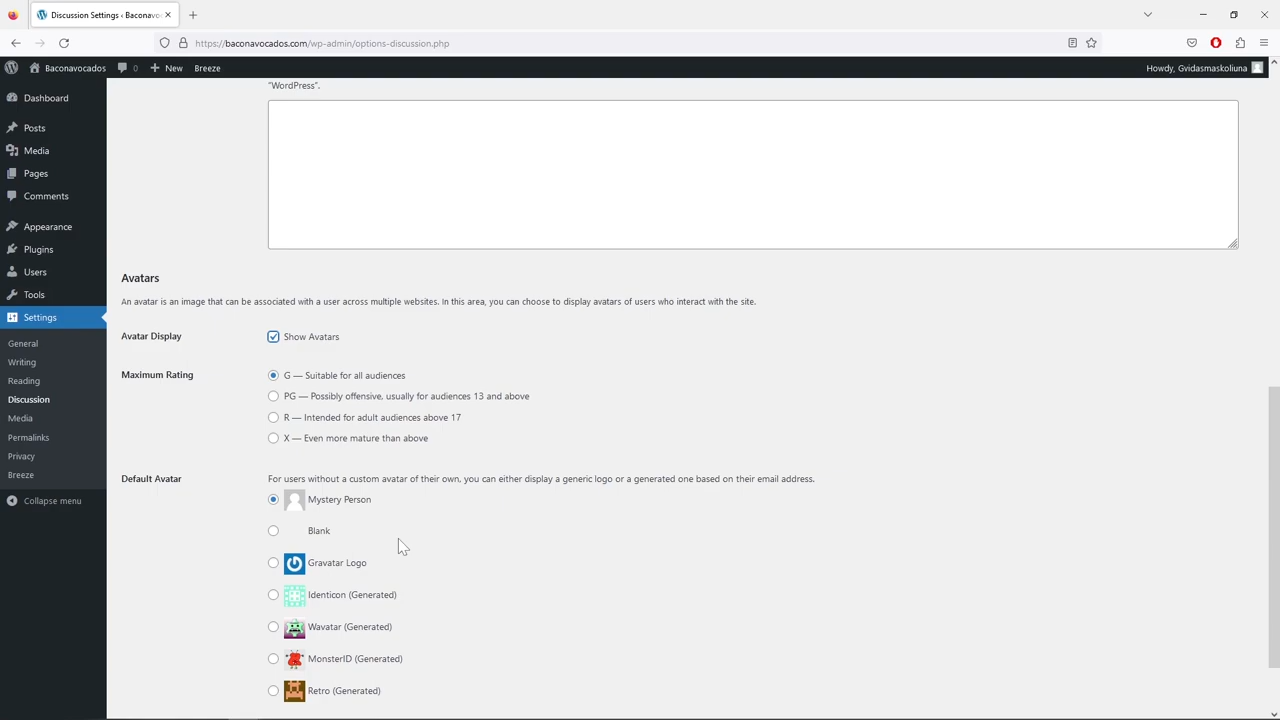 Discussion Settings ‹ Baconavo
https://baconavocados.com/wp-admin/options-discussion.php
Baconavocados
0
New
Breeze
Howdy, Gvidasmaskoliuna
Dashboard
Posts
Media
Pages
Comments
Appearance
Plugins
Users
Tools
Settings
General
Writing
Reading
Discussion
Media
Permalinks
Privacy
Breeze
Collapse menu
"WordPress".
Avatars
An avatar is an image that can be associated with a user across multiple websites. In this area, you can choose to display avatars of users who interact with the site.
Avatar Display
Show Avatars
Maximum Rating
G — Suitable for all audiences
PG — Possibly offensive, usually for audiences 13 and above
R — Intended for adult audiences above 17
X — Even more mature than above
Default Avatar
For users without a custom avatar of their own, you can either display a generic logo or a generated one based on their email address.
Mystery Person
Blank
Gravatar Logo
Identicon (Generated)
Wavatar (Generated)
MonsterID (Generated)
Retro (Generated)